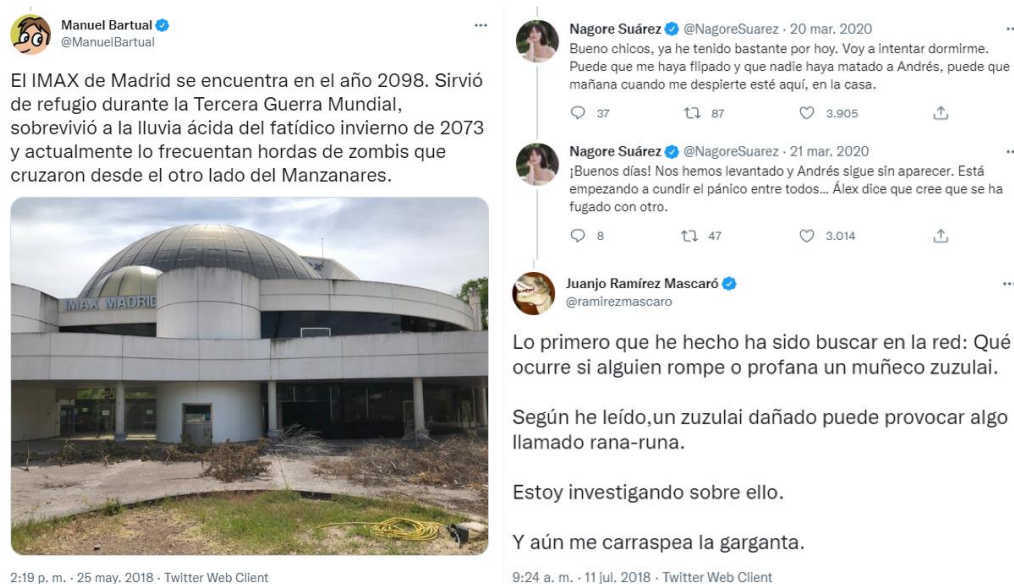 Manuel Bartual
@ManuelBartual
El IMAX de Madrid se encuentra en el año 2098. Sirvió
de refugio durante la Tercera Guerra Mundial,
sobrevivió a la lluvia ácida del fatídico invierno de 2073
y actualmente lo frecuentan hordas de zombis que
cruzaron desde el otro lado del Manzanares.
IMAX MADRID
2:19 p. m. · 25 may. 2018 · Twitter Web Client
Nagore Suárez @NagoreSuarez · 20 mar. 2020
Bueno chicos, ya he tenido bastante por hoy. Voy a intentar dormirme.
Puede que me haya flipado y que nadie haya matado a Andrés, puede que
mañana cuando me despierte esté aquí, en la casa.
37 87 3.905
Nagore Suárez @NagoreSuarez · 21 mar. 2020
¡Buenos días! Nos hemos levantado y Andrés sigue sin aparecer. Está
empezando a cundir el pánico entre todos... Álex dice que cree que se ha
fugado con otro.
8 47 3.014
Juanjo Ramírez Mascaró
@ramirezmascaro
Lo primero que he hecho ha sido buscar en la red: Qué
ocurre si alguien rompe o profana un muñeco zuzulai.
Según he leído,un zuzulai dañado puede provocar algo
llamado rana-runa.
Estoy investigando sobre ello.
Y aún me carraspea la garganta.
9:24 a. m. · 11 jul. 2018 · Twitter Web Client